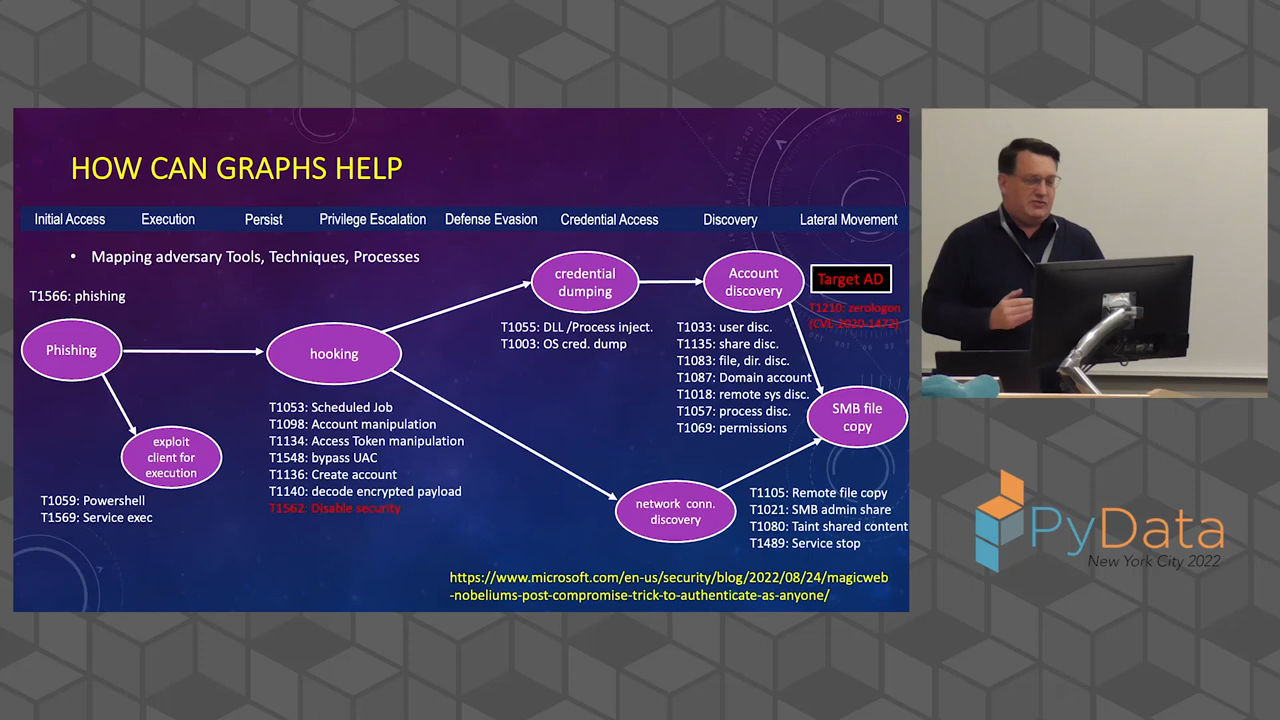 9
HOW CAN GRAPHS HELP
Initial Access Execution Persist Privilege Escalation Defense Evasion Credential Access Discovery Lateral Movement
• Mapping adversary Tools, Techniques, Processes
T1566: phishing
Phishing
exploit
client for
execution
T1059: Powershell
T1569: Service exec
hooking
T1053: Scheduled Job
T1098: Account manipulation
T1134: Access Token manipulation
T1548: bypass UAC
T1136: Create account
T1140: decode encrypted payload
T1562: Disable security
credential
dumping
T1055: DLL /Process inject.
T1003: OS cred. dump
Account
discovery
T1033: user disc.
T1135: share disc.
T1083: file, dir. disc.
T1087: Domain account
T1018: remote sys disc.
T1057: process disc.
T1069: permissions
Target AD
T1210: zerologon
(CVE-2020-1472)
SMB file
copy
network conn.
discovery
T1105: Remote file copy
T1021: SMB admin share
T1080: Taint shared content
T1489: Service stop
https://www.microsoft.com/en-us/security/blog/2022/08/24/magicweb
-nobeliums-post-compromise-trick-to-authenticate-as-anyone/
PyData
New York City 2022